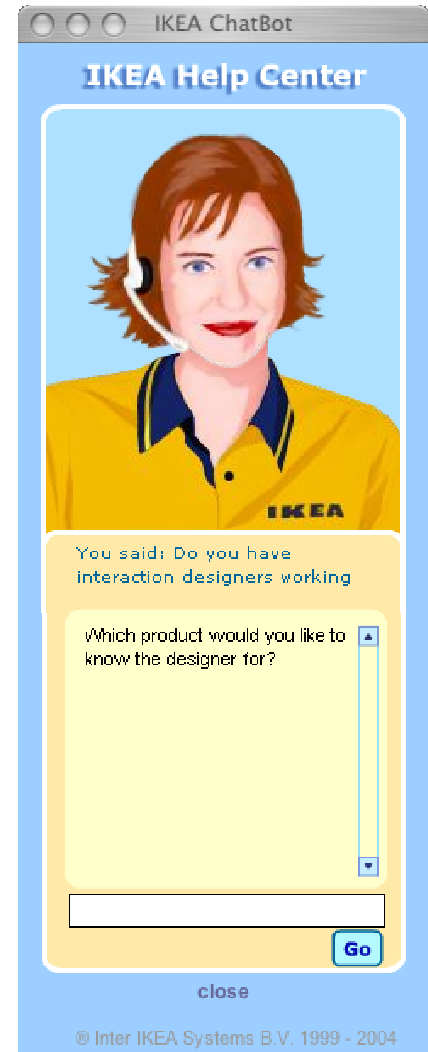 IKEA ChatBot
IKEA Help Center
IKEA
You said: Do you have
interaction designers working
Which product would you like to
know the designer for?
Go
close
® Inter IKEA Systems B.V. 1999 - 2004